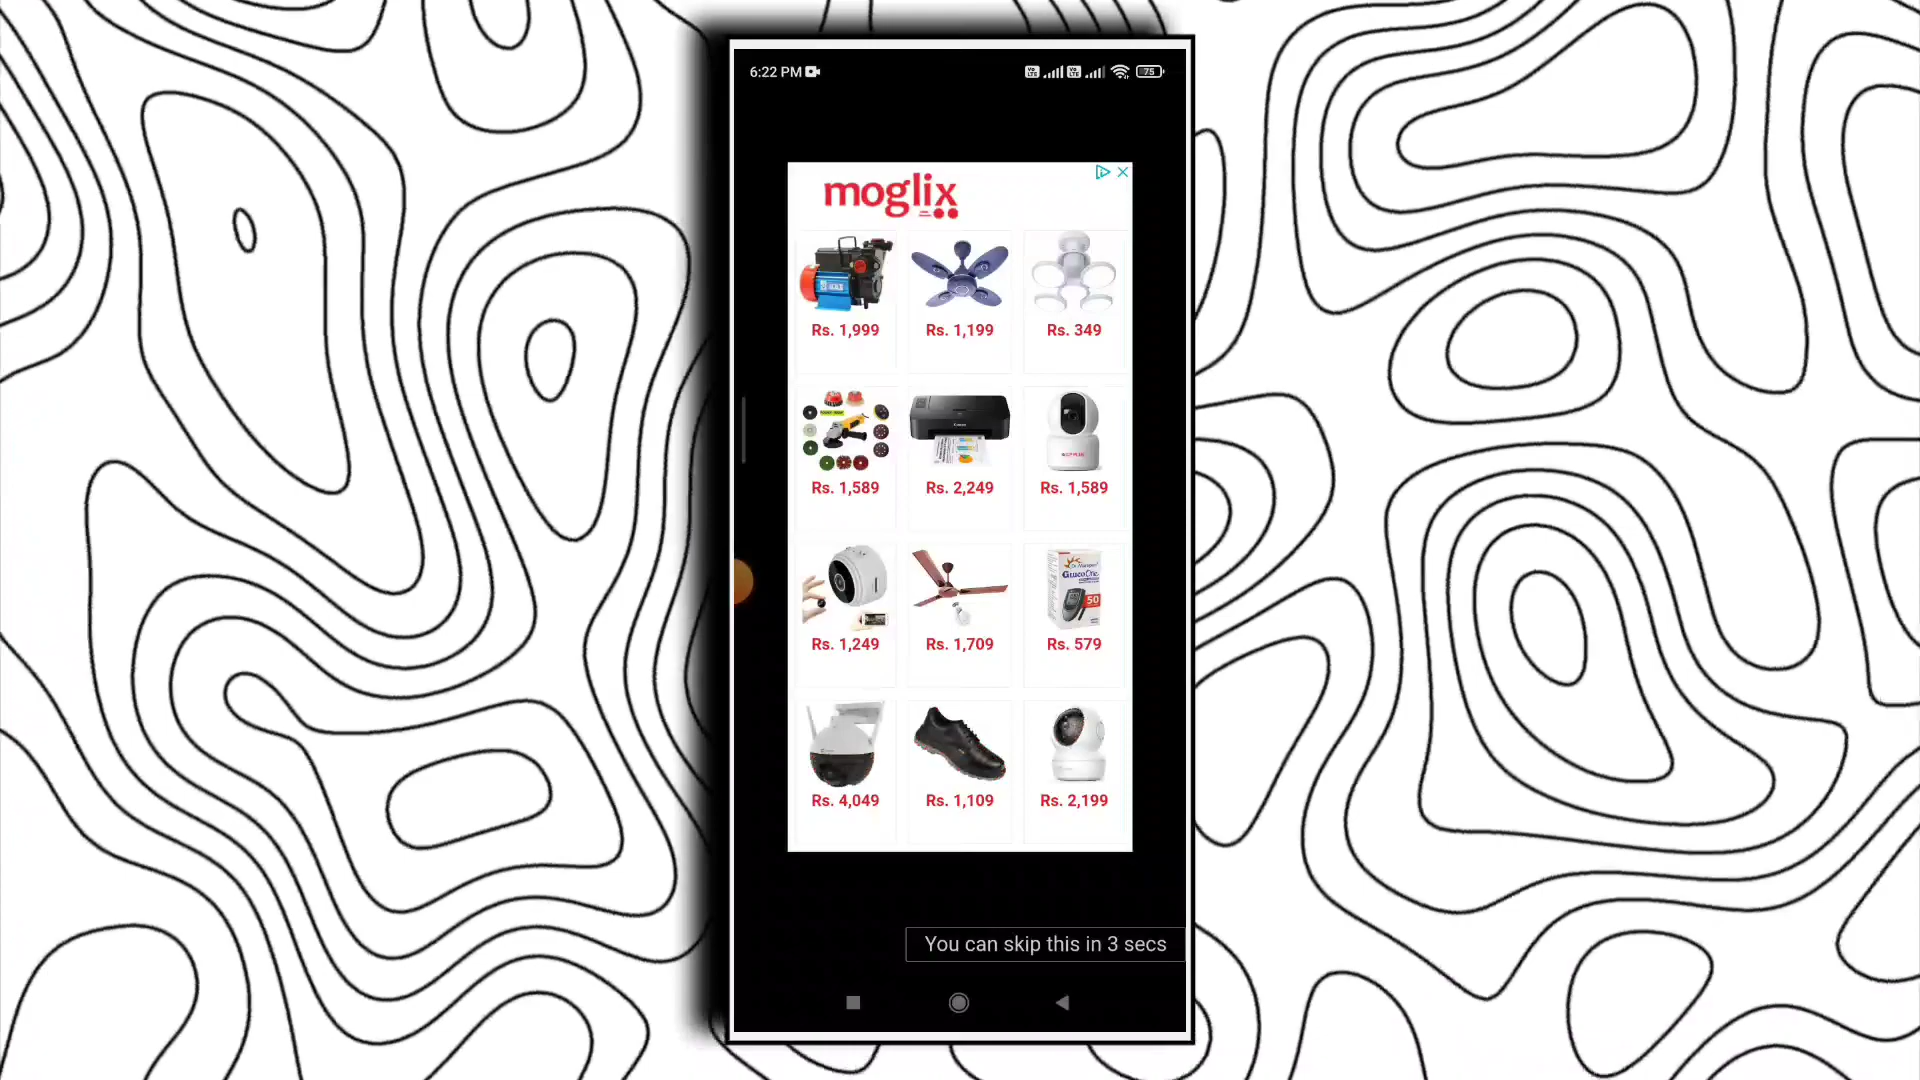 6:22 PM
75
moglix
Rs. 1,999
Rs. 1,199
Rs. 349
Rs. 1,589
Rs. 2,249
Rs. 1,589
Rs. 1,249
Rs. 1,709
50
Rs. 579
Rs. 4,049
Rs. 1,109
Rs. 2,199
You can skip this in 3 secs